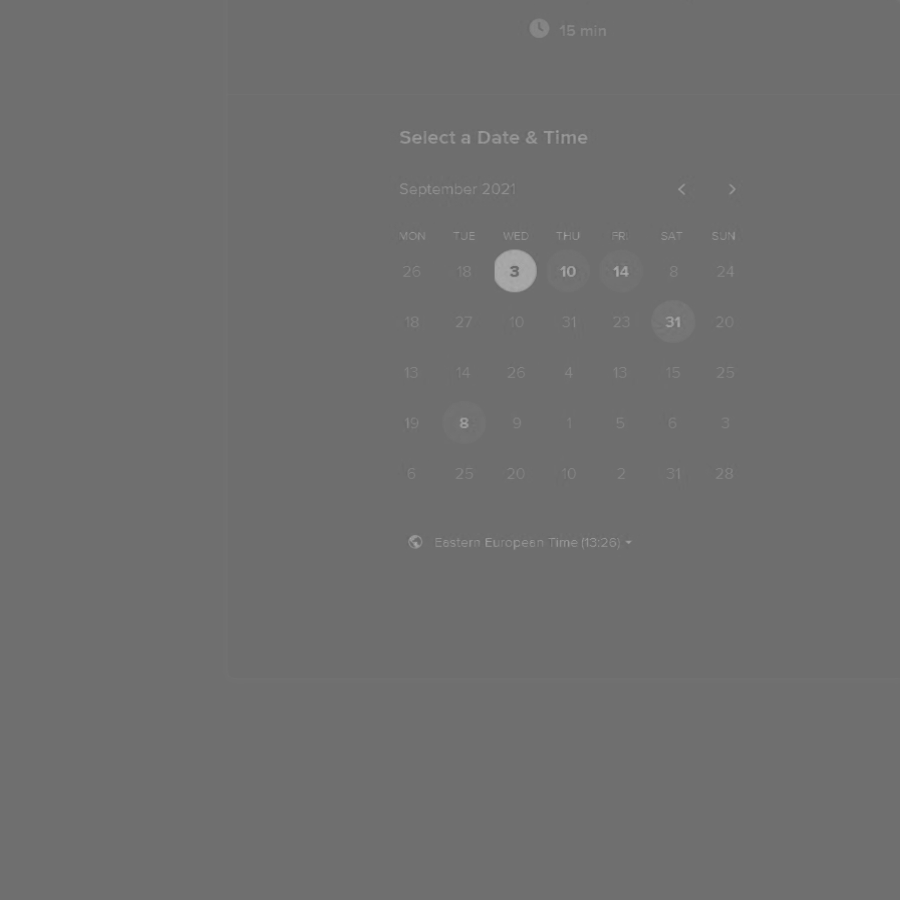 15 min
Select a Date & Time
September 2021
MON TUE WED THU FRI SAT SUN
26 18 3 10 14 8 24
18 27 10 31 23 31 20
13 14 26 4 13 15 25
19 8 9 1 5 6 3
6 25 20 10 2 31 28
Eastern European Time (13:26)